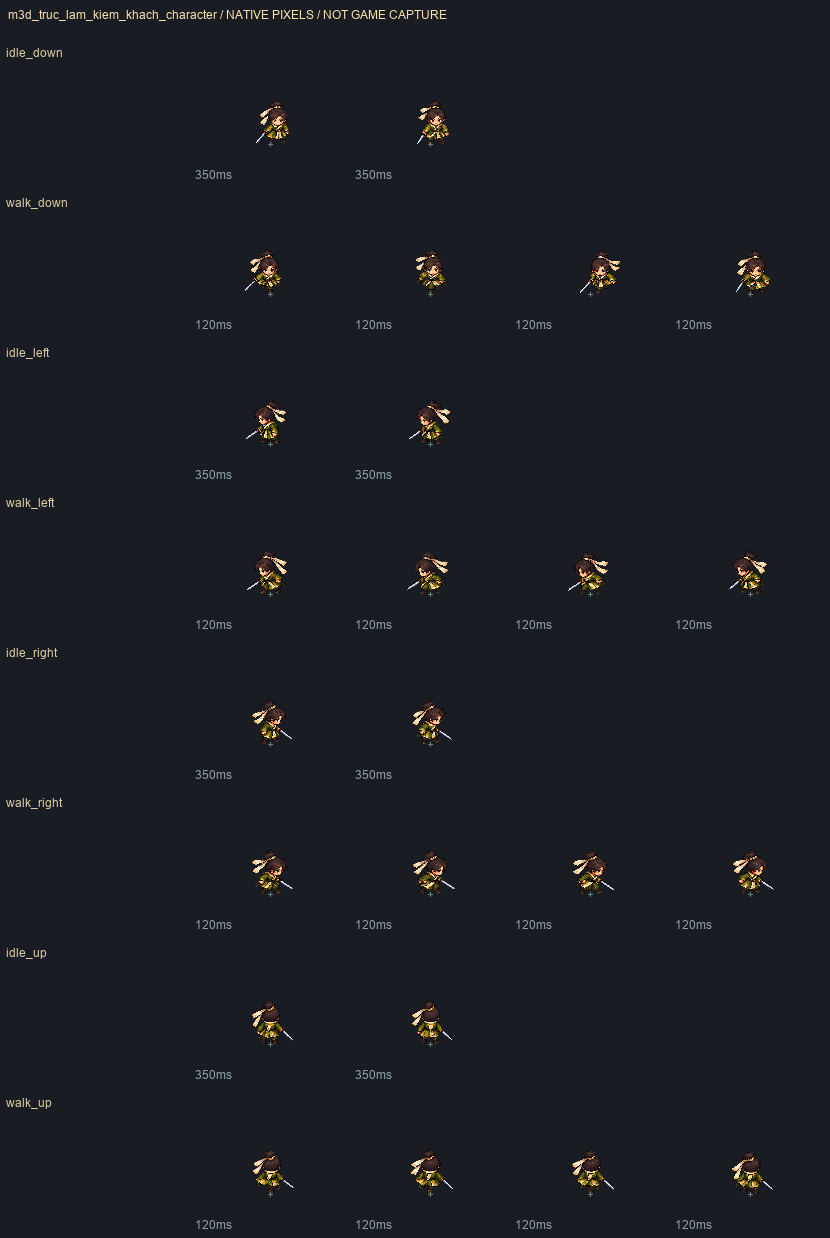 m3d_truc_lam_kiem_khach_character / NATIVE PIXELS / NOT GAME CAPTURE
idle_down
350ms 350ms
walk_down
120ms 120ms 120ms 120ms
idle_left
350ms 350ms
walk_left
120ms 120ms 120ms 120ms
idle_right
350ms 350ms
walk_right
120ms 120ms 120ms 120ms
idle_up
350ms 350ms
walk_up
120ms 120ms 120ms 120ms